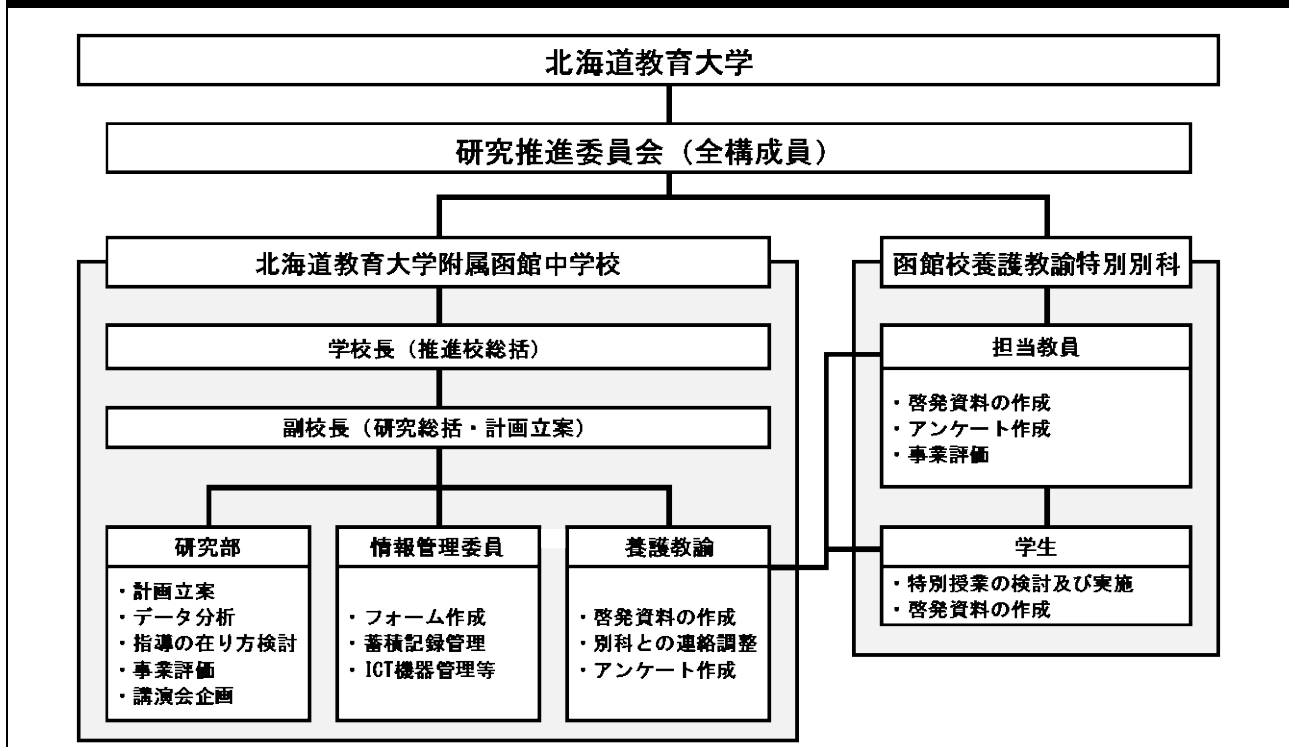 北海道教育大学
研究推進委員会（全構成員）
北海道教育大学附属函館中学校
学校長（推進校総括）
副校長（研究総括・計画立案）
研究部
・計画立案
・データ分析
・指導の在り方検討
・事業評価
・講演会企画
情報管理委員
・フォーム作成
・蓄積記録管理
・ICT機器管理等
養護教諭
・啓発資料の作成
・別科との連絡調整
・アンケート作成
函館校養護教諭特別別科
担当教員
・啓発資料の作成
・アンケート作成
・事業評価
学生
・特別授業の検討及び実施
・啓発資料の作成